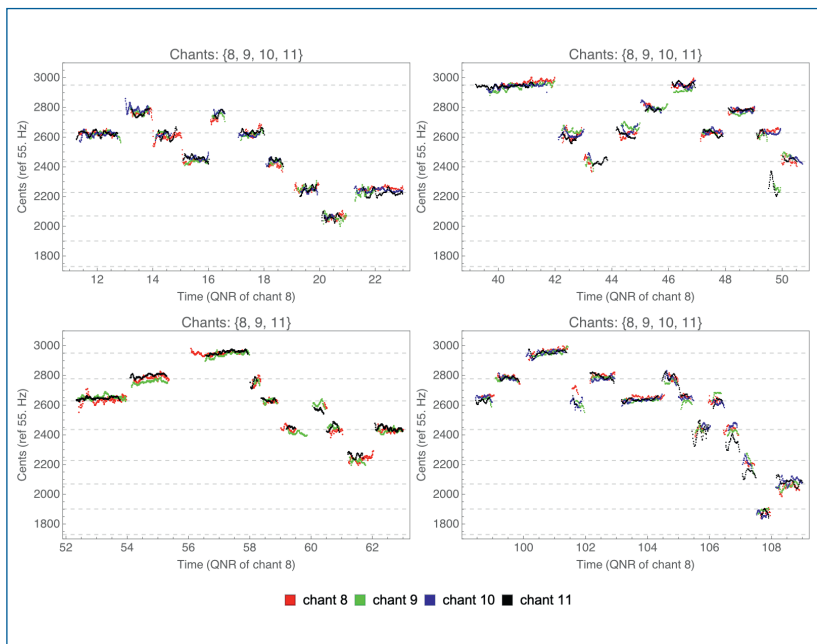 Chants: {8, 9, 10, 11}
Cents (ref 55. Hz)
3000
2800
2600
2400
2200
2000
1800
12 14 16 18 20 22
Time (QNR of chant 8)
Chants: {8, 9, 10, 11}
Cents (ref 55. Hz)
3000
2800
2600
2400
2200
2000
1800
40 42 44 46 48 50
Time (QNR of chant 8)
Chants: {8, 9, 11}
Cents (ref 55. Hz)
3000
2800
2600
2400
2200
2000
1800
52 54 56 58 60 62
Time (QNR of chant 8)
Chants: {8, 9, 10, 11}
Cents (ref 55. Hz)
3000
2800
2600
2400
2200
2000
1800
100 102 104 106 108
Time (QNR of chant 8)
chant 8 chant 9 chant 10 chant 11